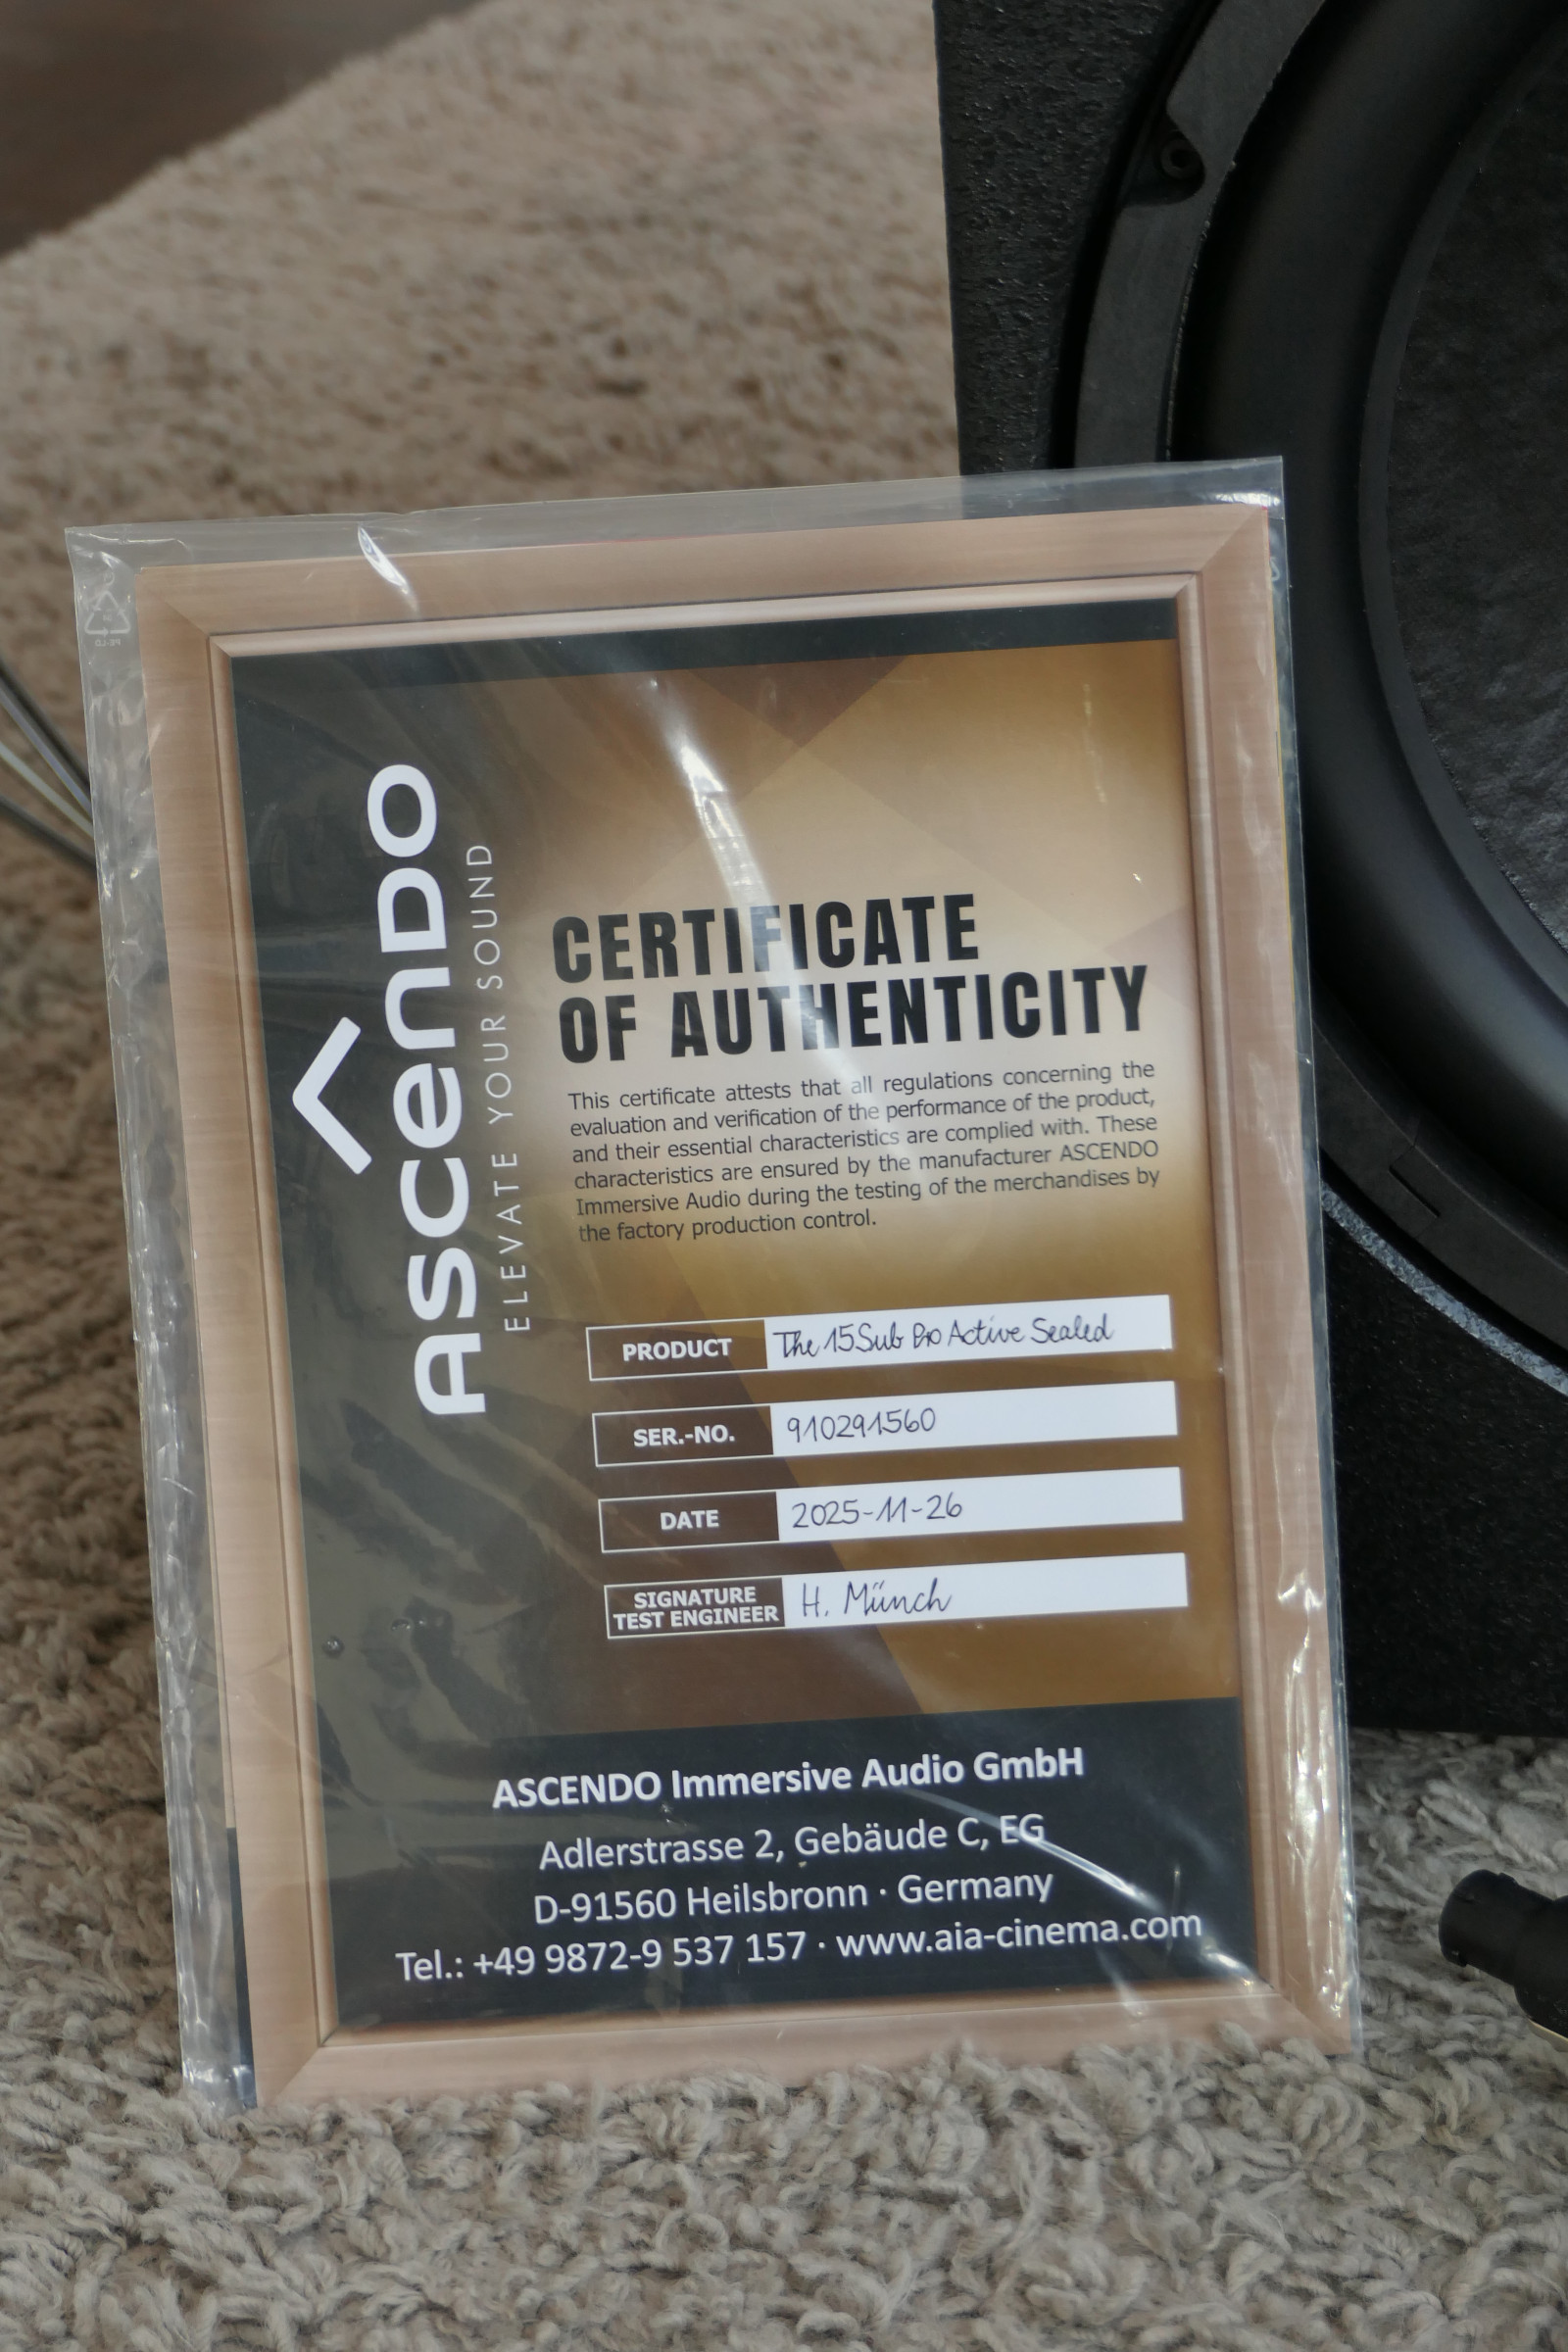 ASCENDO
ELEVATE YOUR SOUND
CERTIFICATE
OF AUTHENTICITY
This certificate attests that all regulations concerning the
evaluation and verification of the performance of the product,
and their essential characteristics are complied with. These
characteristics are ensured by the manufacturer ASCENDO
Immersive Audio during the testing of the merchandises by
the factory production control.
PRODUCT The 15 Sub Pro Active Sealed
SER.-NO. 910291560
DATE 2025-11-26
SIGNATURE
TEST ENGINEER H. Münch
ASCENDO Immersive Audio GmbH
Adlerstrasse 2, Gebäude C, EG
D-91560 Heilsbronn · Germany
Tel.: +49 9872-9 537 157 · www.aia-cinema.com
PE-LD